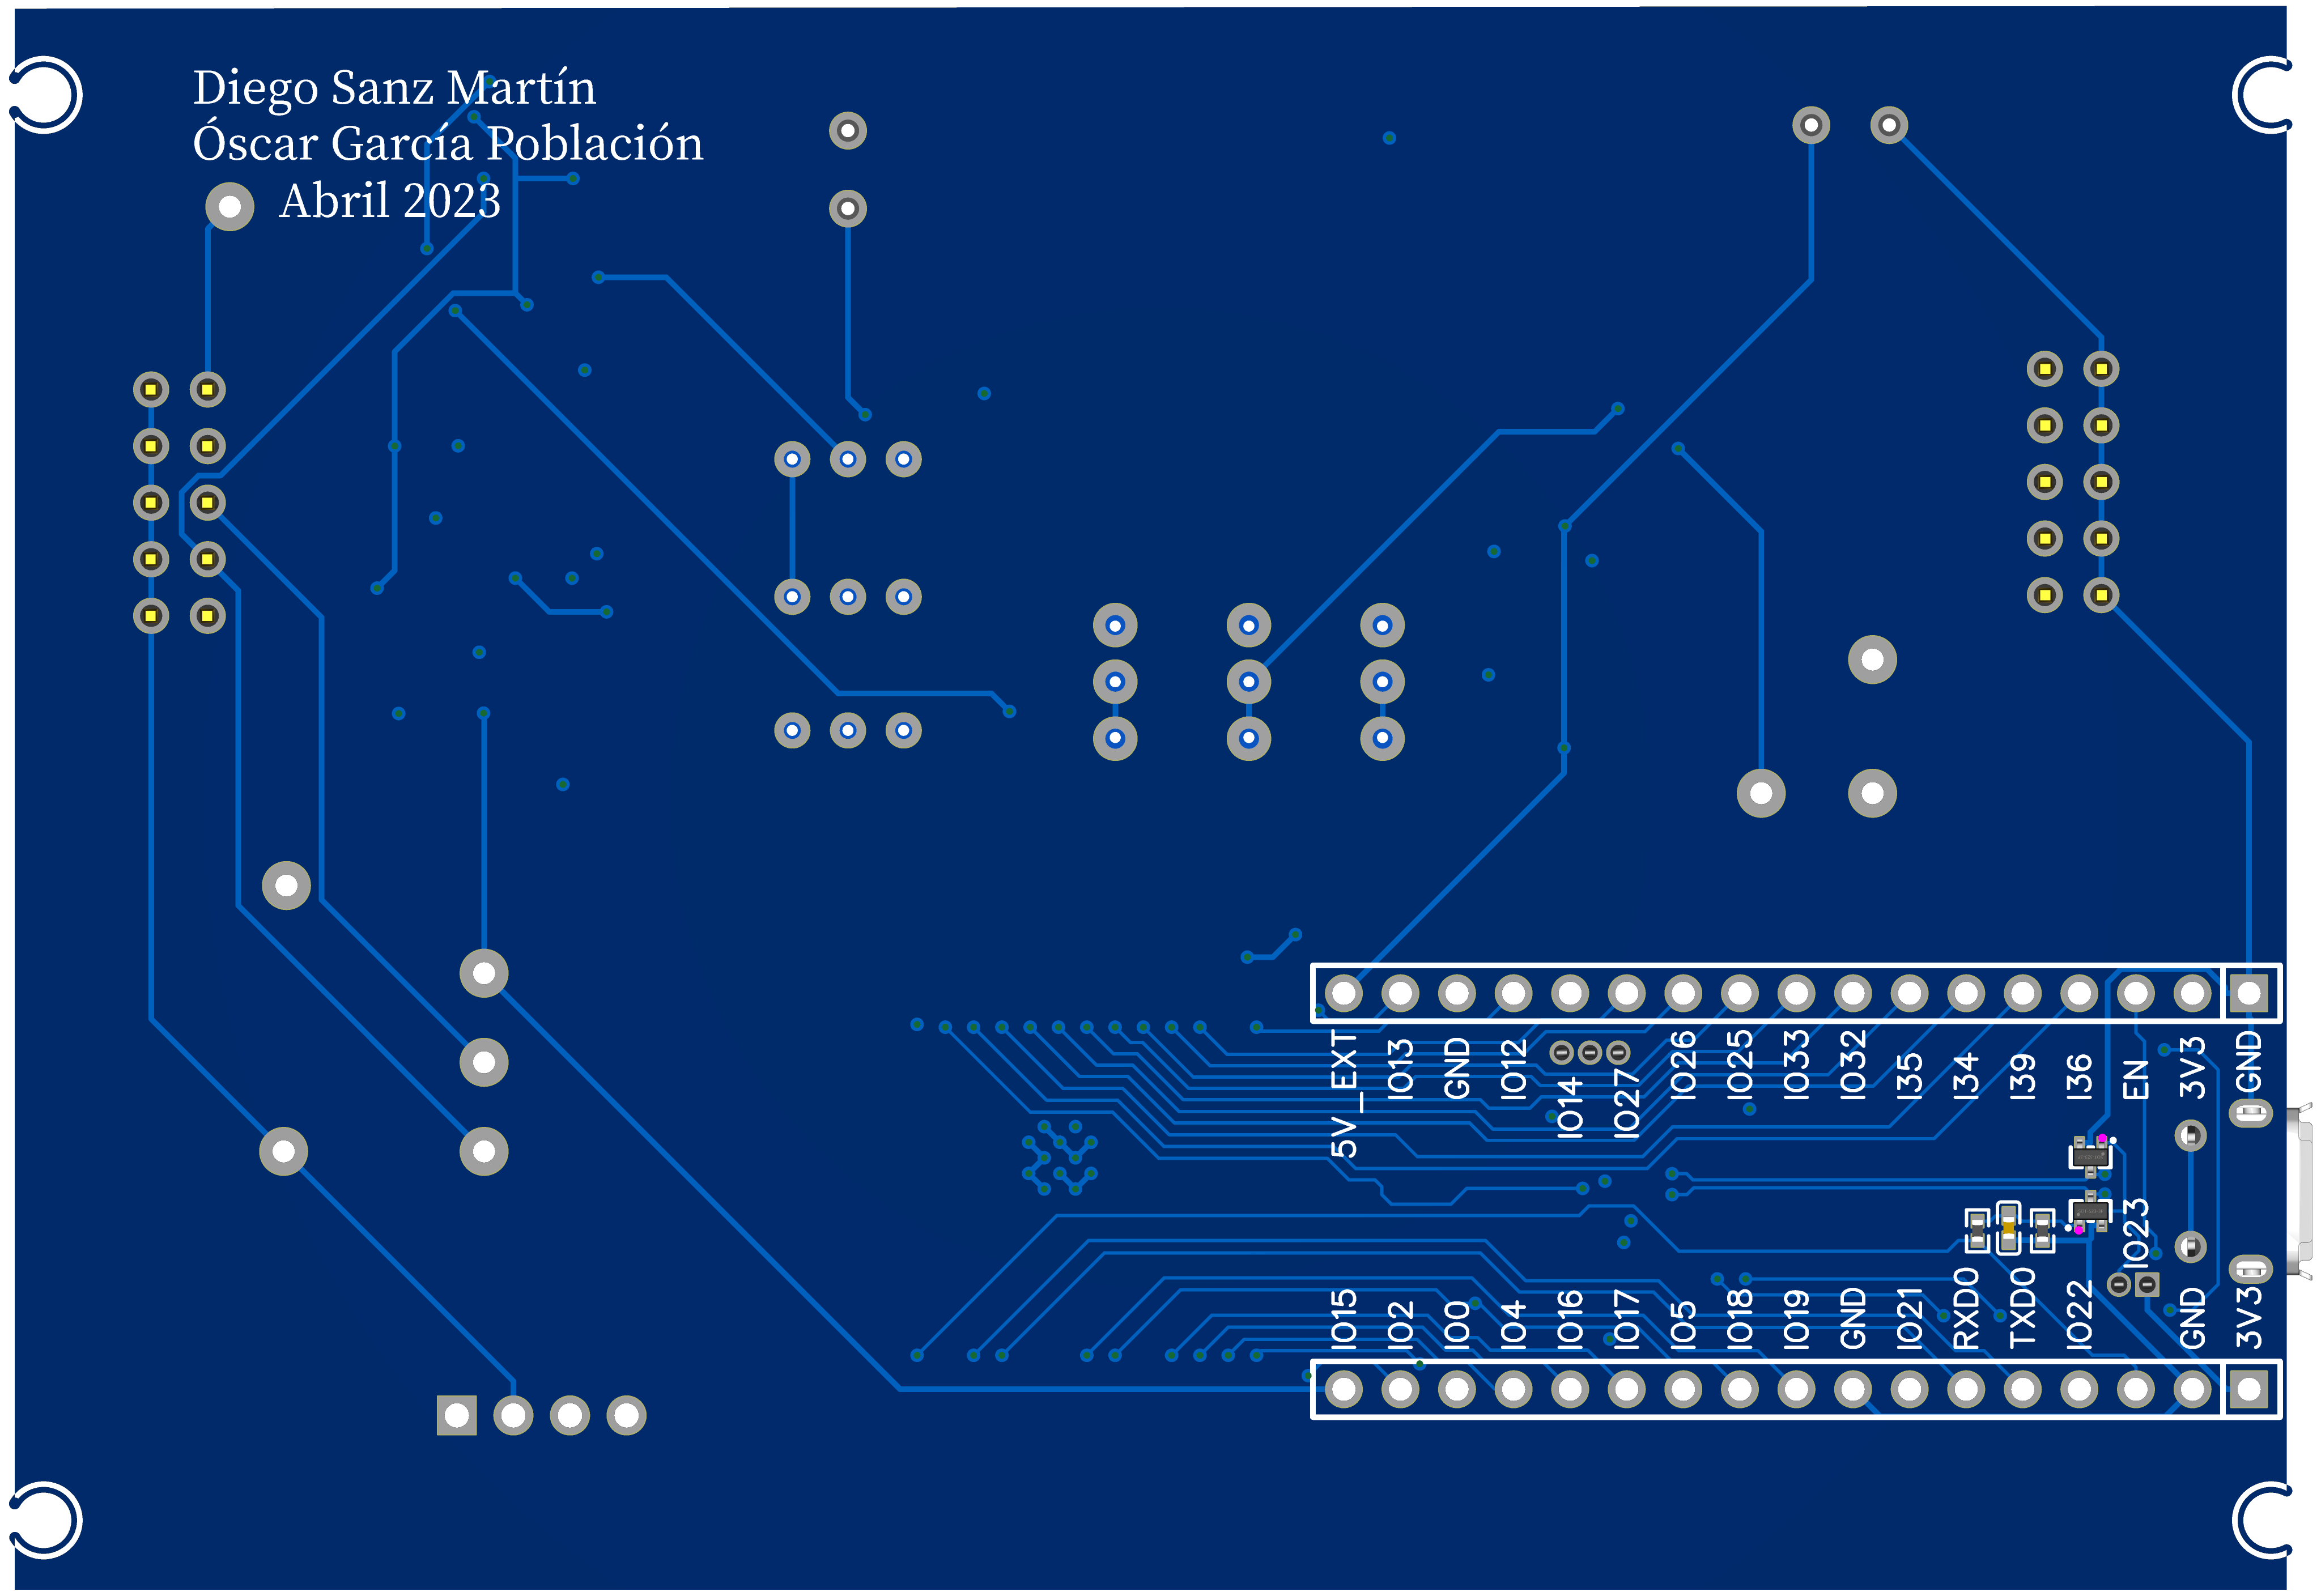 Diego Sanz Martín
Óscar García Población
Abril 2023
5V_EXT
IO13
GND
IO12
IO14
IO27
IO26
IO25
IO33
IO32
I35
I34
I39
I36
EN
3V3
GND
IO23
IO15
IO2
IO0
IO4
IO16
IO17
IO5
IO18
IO19
GND
IO21
RXD0
TXD0
IO22
GND
3V3